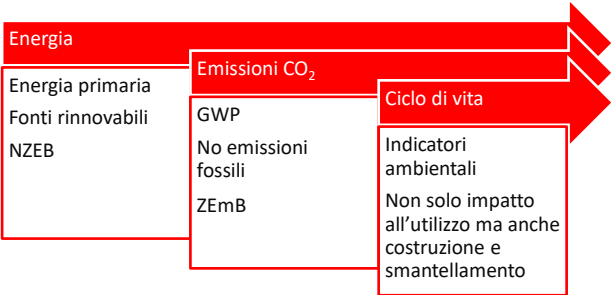 Energia
Energia primaria
Fonti rinnovabili
NZEB
Emissioni CO₂
GWP
No emissioni
fossili
ZEmB
Ciclo di vita
Indicatori
ambientali
Non solo impatto
all’utilizzo ma anche
costruzione e
smantellamento